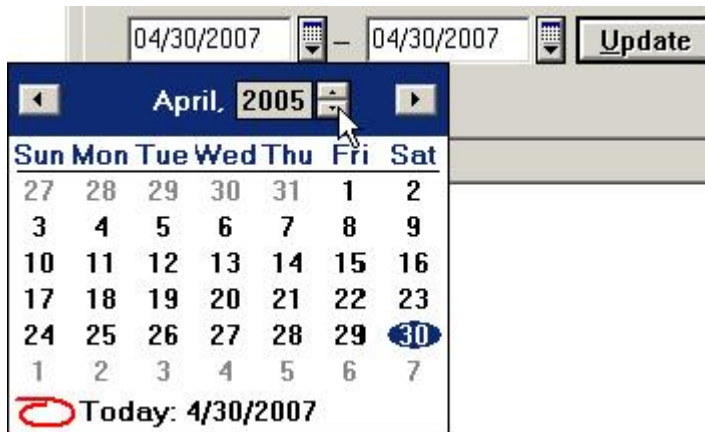 04/30/2007 – 04/30/2007 Update
April, 2005
Sun Mon Tue Wed Thu Fri Sat
27 28 29 30 31 1 2
3 4 5 6 7 8 9
10 11 12 13 14 15 16
17 18 19 20 21 22 23
24 25 26 27 28 29 30
1 2 3 4 5 6 7
Today: 4/30/2007